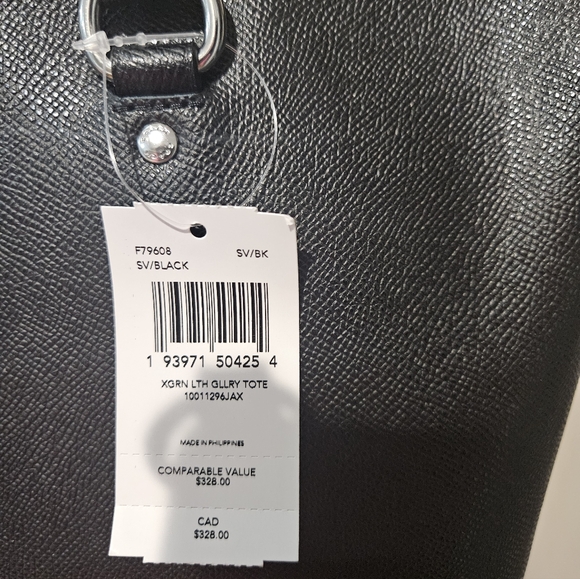 F79608 SV/BK
SV/BLACK
1 93971 50425 4
XGRN LTH GLLRY TOTE
10011296JAX
MADE IN PHILIPPINES
COMPARABLE VALUE
$328.00
CAD
$328.00